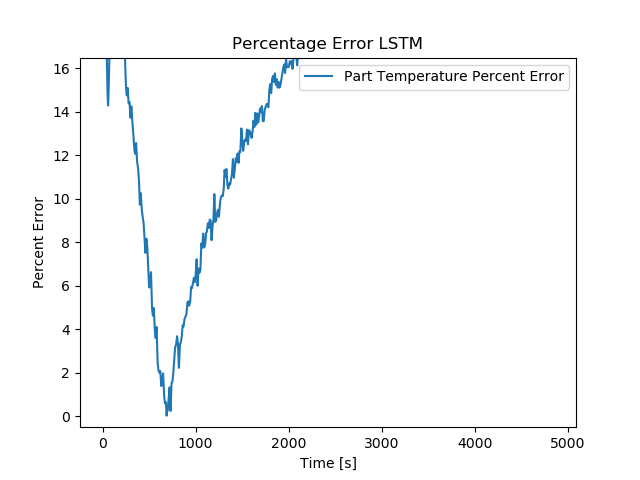 Percentage Error LSTM
Part Temperature Percent Error
Percent Error
16
14
12
10
8
6
4
2
0
0 1000 2000 3000 4000 5000
Time [s]